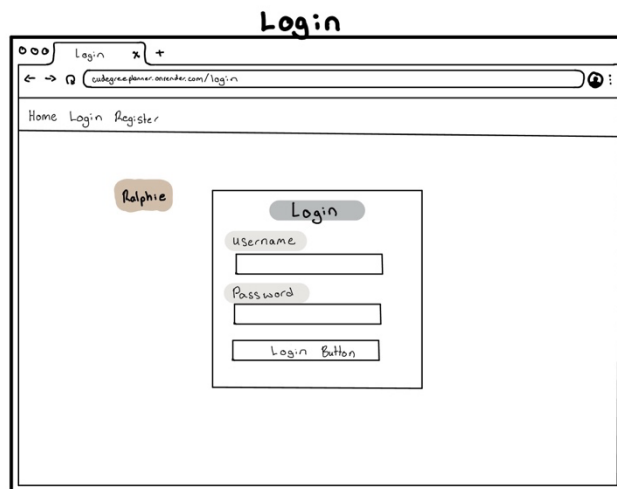 Login
Login x +
cudegreeplanner.onrender.com/login
Home Login Register
Ralphie
Login
username
Password
Login Button